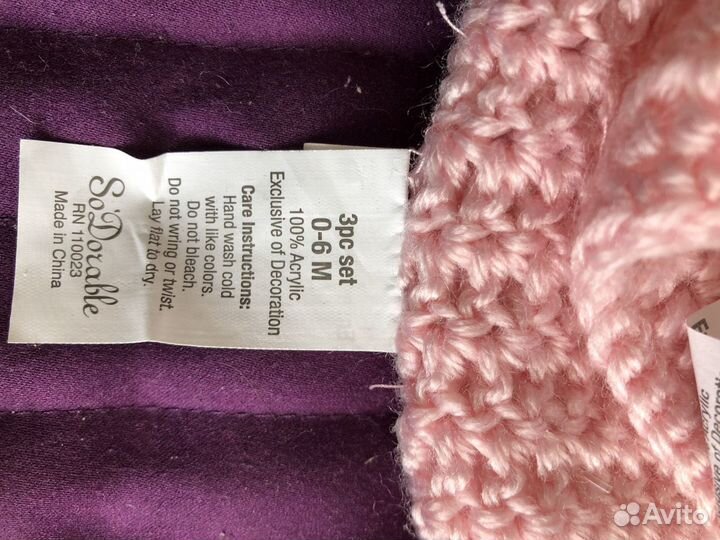 3pc set
0-6 M
100% Acrylic
Exclusive of Decoration
Care Instructions:
Hand wash cold
with like colors.
Do not bleach.
Do not wring or twist.
Lay flat to dry.
So'Dorable
RN 110023
Made in China
Avito